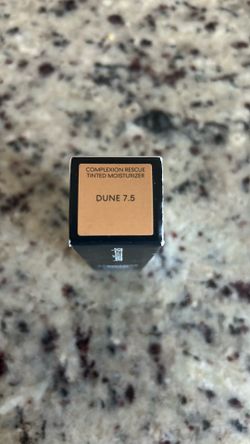 COMPLEXION RESCUE
TINTED MOISTURIZER
DUNE 7.5